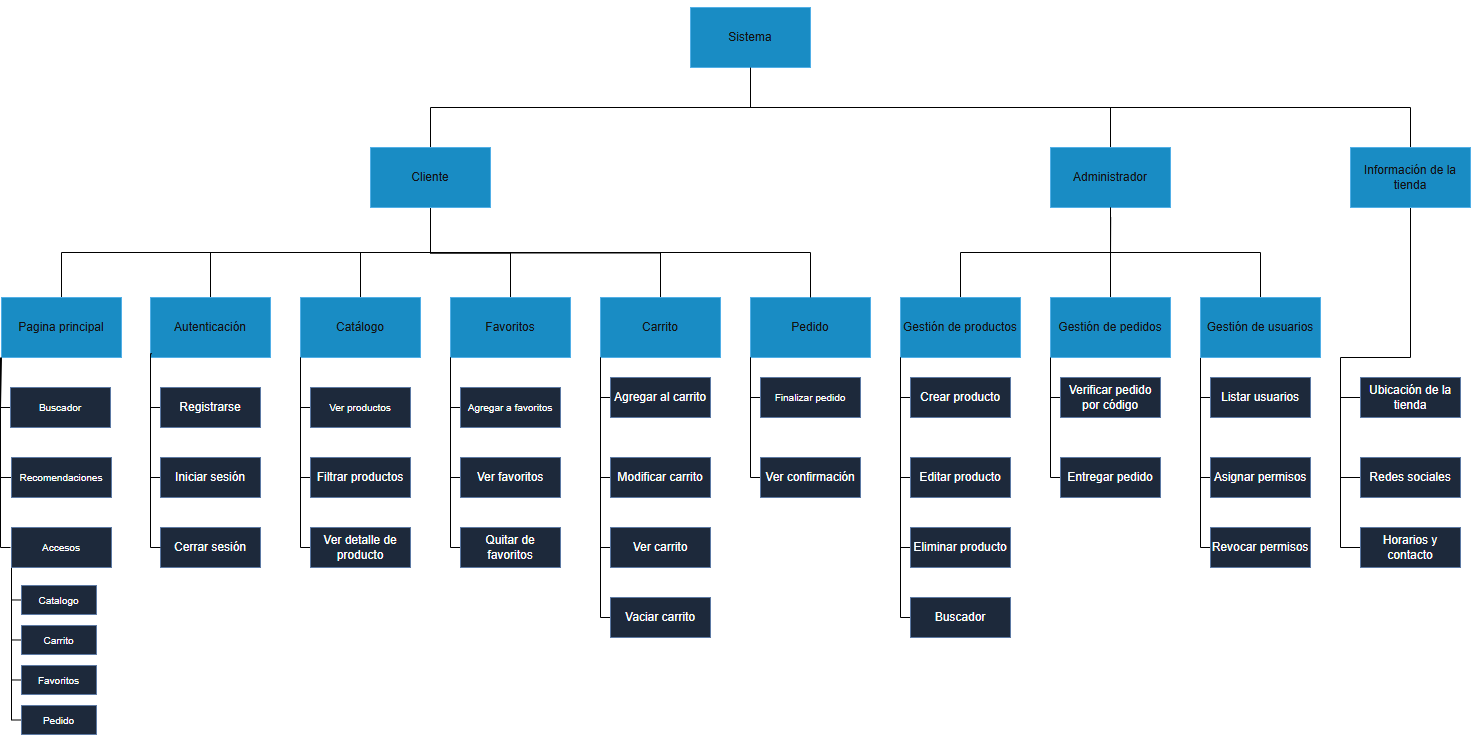 Sistema
Cliente
Administrador
Información de la
tienda
Pagina principal
Autenticación
Catálogo
Favoritos
Carrito
Pedido
Gestión de productos
Gestión de pedidos
Gestión de usuarios
Buscador
Recomendaciones
Accesos
Catalogo
Carrito
Favoritos
Pedido
Registrarse
Iniciar sesión
Cerrar sesión
Ver productos
Filtrar productos
Ver detalle de
producto
Agregar a favoritos
Ver favoritos
Quitar de
favoritos
Agregar al carrito
Modificar carrito
Ver carrito
Vaciar carrito
Finalizar pedido
Ver confirmación
Crear producto
Editar producto
Eliminar producto
Buscador
Verificar pedido
por código
Entregar pedido
Listar usuarios
Asignar permisos
Revocar permisos
Ubicación de la
tienda
Redes sociales
Horarios y
contacto